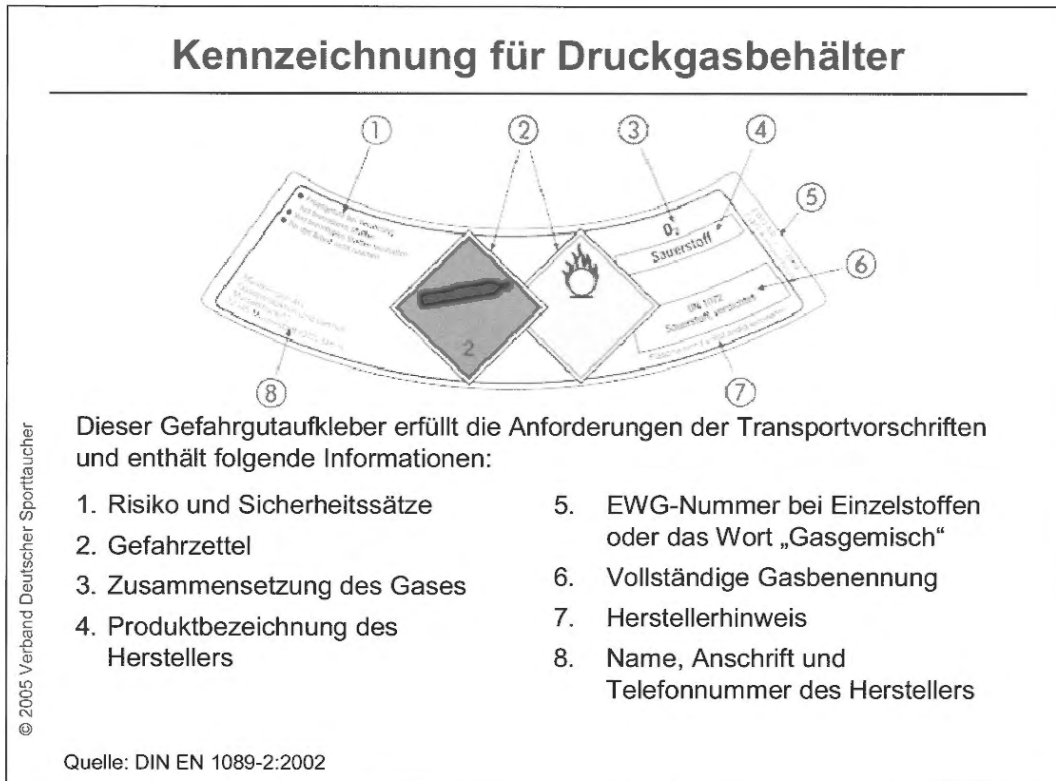 Kennzeichnung für Druckgasbehälter
1
2
3
4
5
6
7
8
O₂
Sauerstoff
UN 1072
Sauerstoff, verdichtet
2
Dieser Gefahrgutaufkleber erfüllt die Anforderungen der Transportvorschriften
und enthält folgende Informationen:
1. Risiko und Sicherheitssätze
2. Gefahrzettel
3. Zusammensetzung des Gases
4. Produktbezeichnung des
Herstellers
5. EWG-Nummer bei Einzelstoffen
oder das Wort „Gasgemisch“
6. Vollständige Gasbenennung
7. Herstellerhinweis
8. Name, Anschrift und
Telefonnummer des Herstellers
© 2005 Verband Deutscher Sporttaucher
Quelle: DIN EN 1089-2:2002